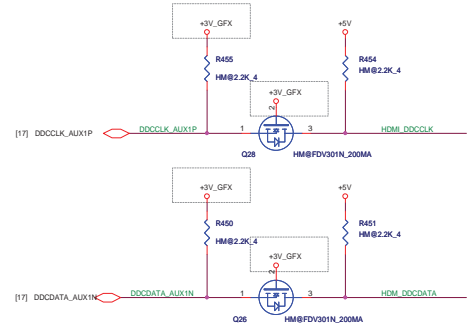 +3V_GFX
+5V
R455
HM@2.2K_4
R454
HM@2.2K_4
+3V_GFX
2
[17] DDCCLK_AUX1P
DDCCLK_AUX1P
1
3
HDMI_DDCCLK
Q28
HM@FDV301N_200MA
+3V_GFX
+5V
R450
HM@2.2K_4
R451
HM@2.2K_4
+3V_GFX
2
[17] DDCDATA_AUX1N
DDCDATA_AUX1N
1
3
HDM_DDCDATA
Q26
HM@FDV301N_200MA